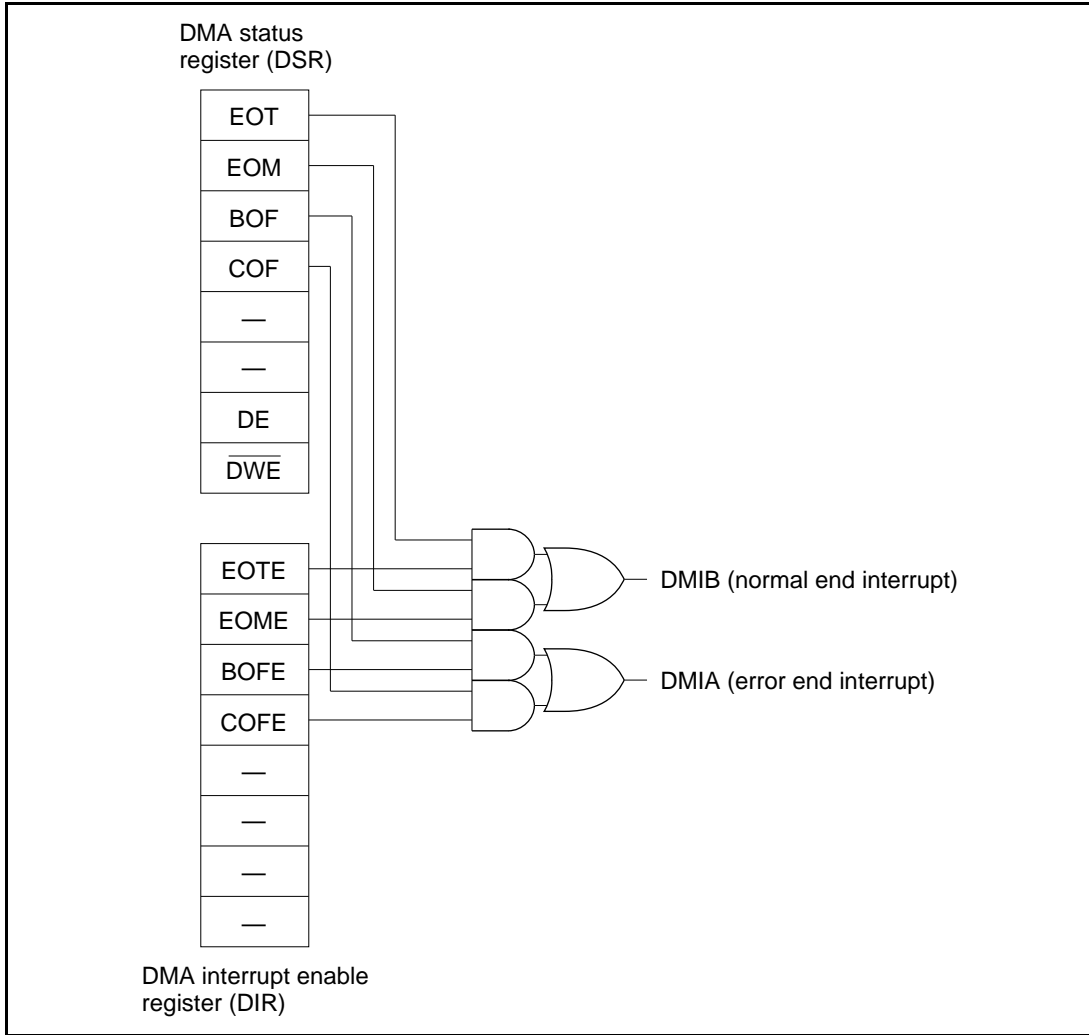 DMA status
register (DSR)
EOT
EOM
BOF
COF
—
—
DE
D̅W̅E̅
EOTE
EOME
BOFE
COFE
—
—
—
—
DMIB (normal end interrupt)
DMIA (error end interrupt)
DMA interrupt enable
register (DIR)